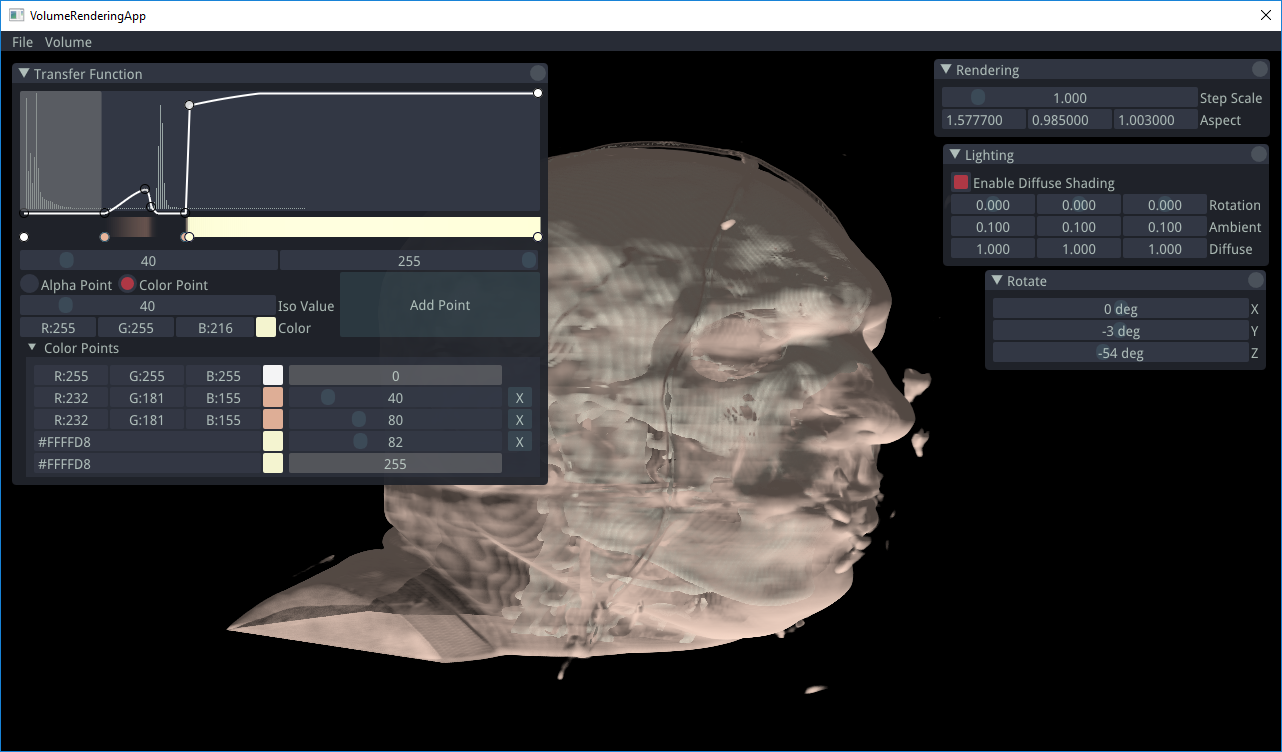 VolumeRenderingApp
File Volume
Transfer Function
40 255
Alpha Point Color Point
40 Iso Value
Add Point
R:255 G:255 B:216 Color
Color Points
R:255 G:255 B:255 0
R:232 G:181 B:155 40 X
R:232 G:181 B:155 80 X
#FFFFD8 82 X
#FFFFD8 255
Rendering
1.000 Step Scale
1.577700 0.985000 1.003000 Aspect
Lighting
Enable Diffuse Shading
0.000 0.000 0.000 Rotation
0.100 0.100 0.100 Ambient
1.000 1.000 1.000 Diffuse
Rotate
0 deg X
-3 deg Y
-54 deg Z